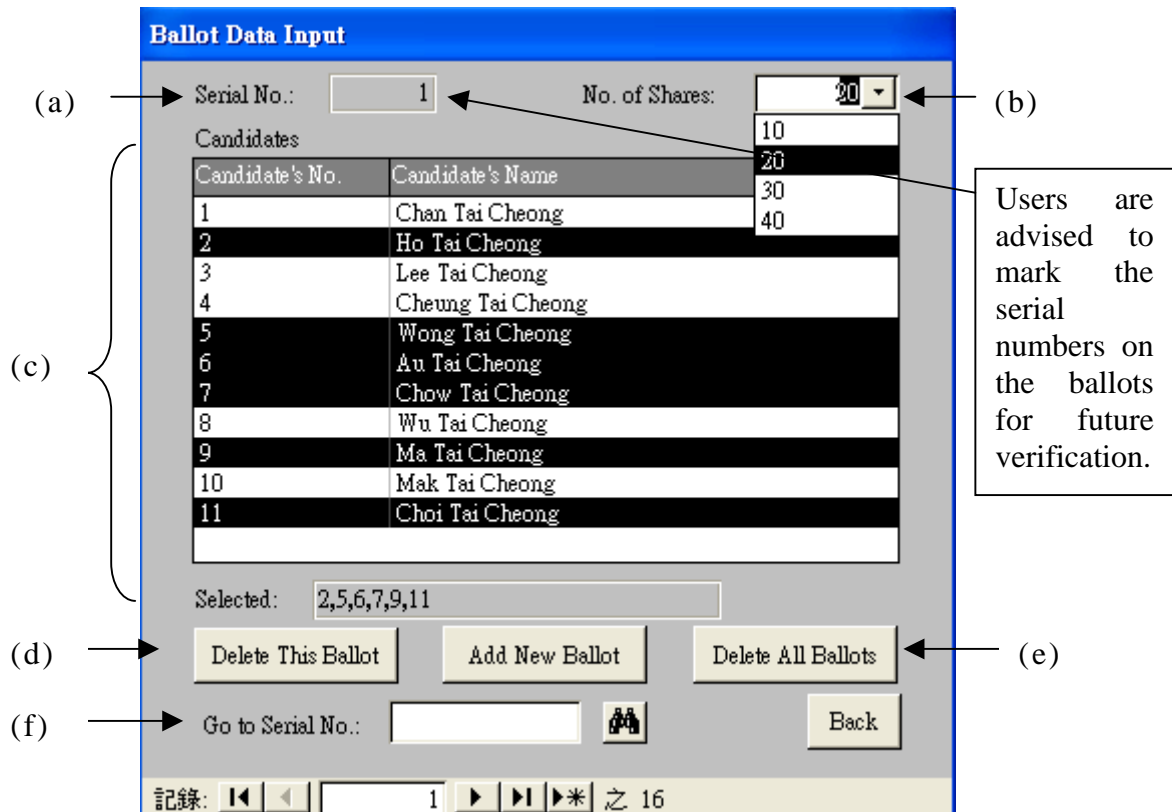 Ballot Data Input
(a)
Serial No.: 1 No. of Shares: 20
(b)
10
20
30
40
Candidates
Candidate's No. Candidate's Name
1 Chan Tai Cheong
2 Ho Tai Cheong
3 Lee Tai Cheong
4 Cheung Tai Cheong
5 Wong Tai Cheong
6 Au Tai Cheong
7 Chow Tai Cheong
8 Wu Tai Cheong
9 Ma Tai Cheong
10 Mak Tai Cheong
11 Choi Tai Cheong
(c)
Users are
advised to
mark the
serial
numbers on
the ballots
for future
verification.
Selected: 2,5,6,7,9,11
(d)
Delete This Ballot Add New Ballot Delete All Ballots
(e)
(f)
Go to Serial No.: Back
記錄: 1 之 16